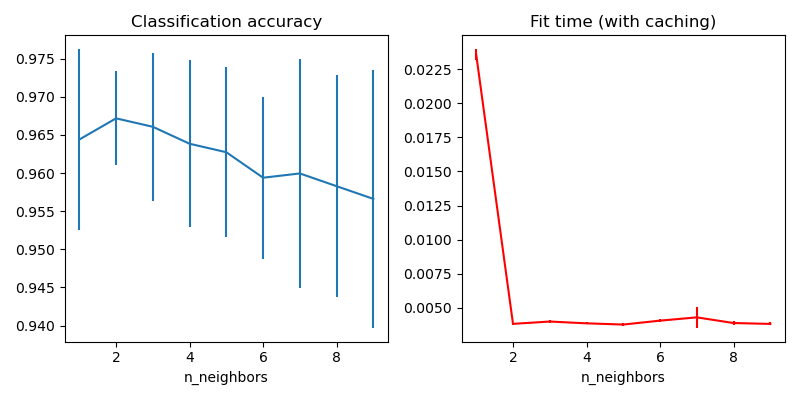 Classification accuracy
0.975
0.970
0.965
0.960
0.955
0.950
0.945
0.940
2 4 6 8
n_neighbors
Fit time (with caching)
0.0225
0.0200
0.0175
0.0150
0.0125
0.0100
0.0075
0.0050
2 4 6 8
n_neighbors